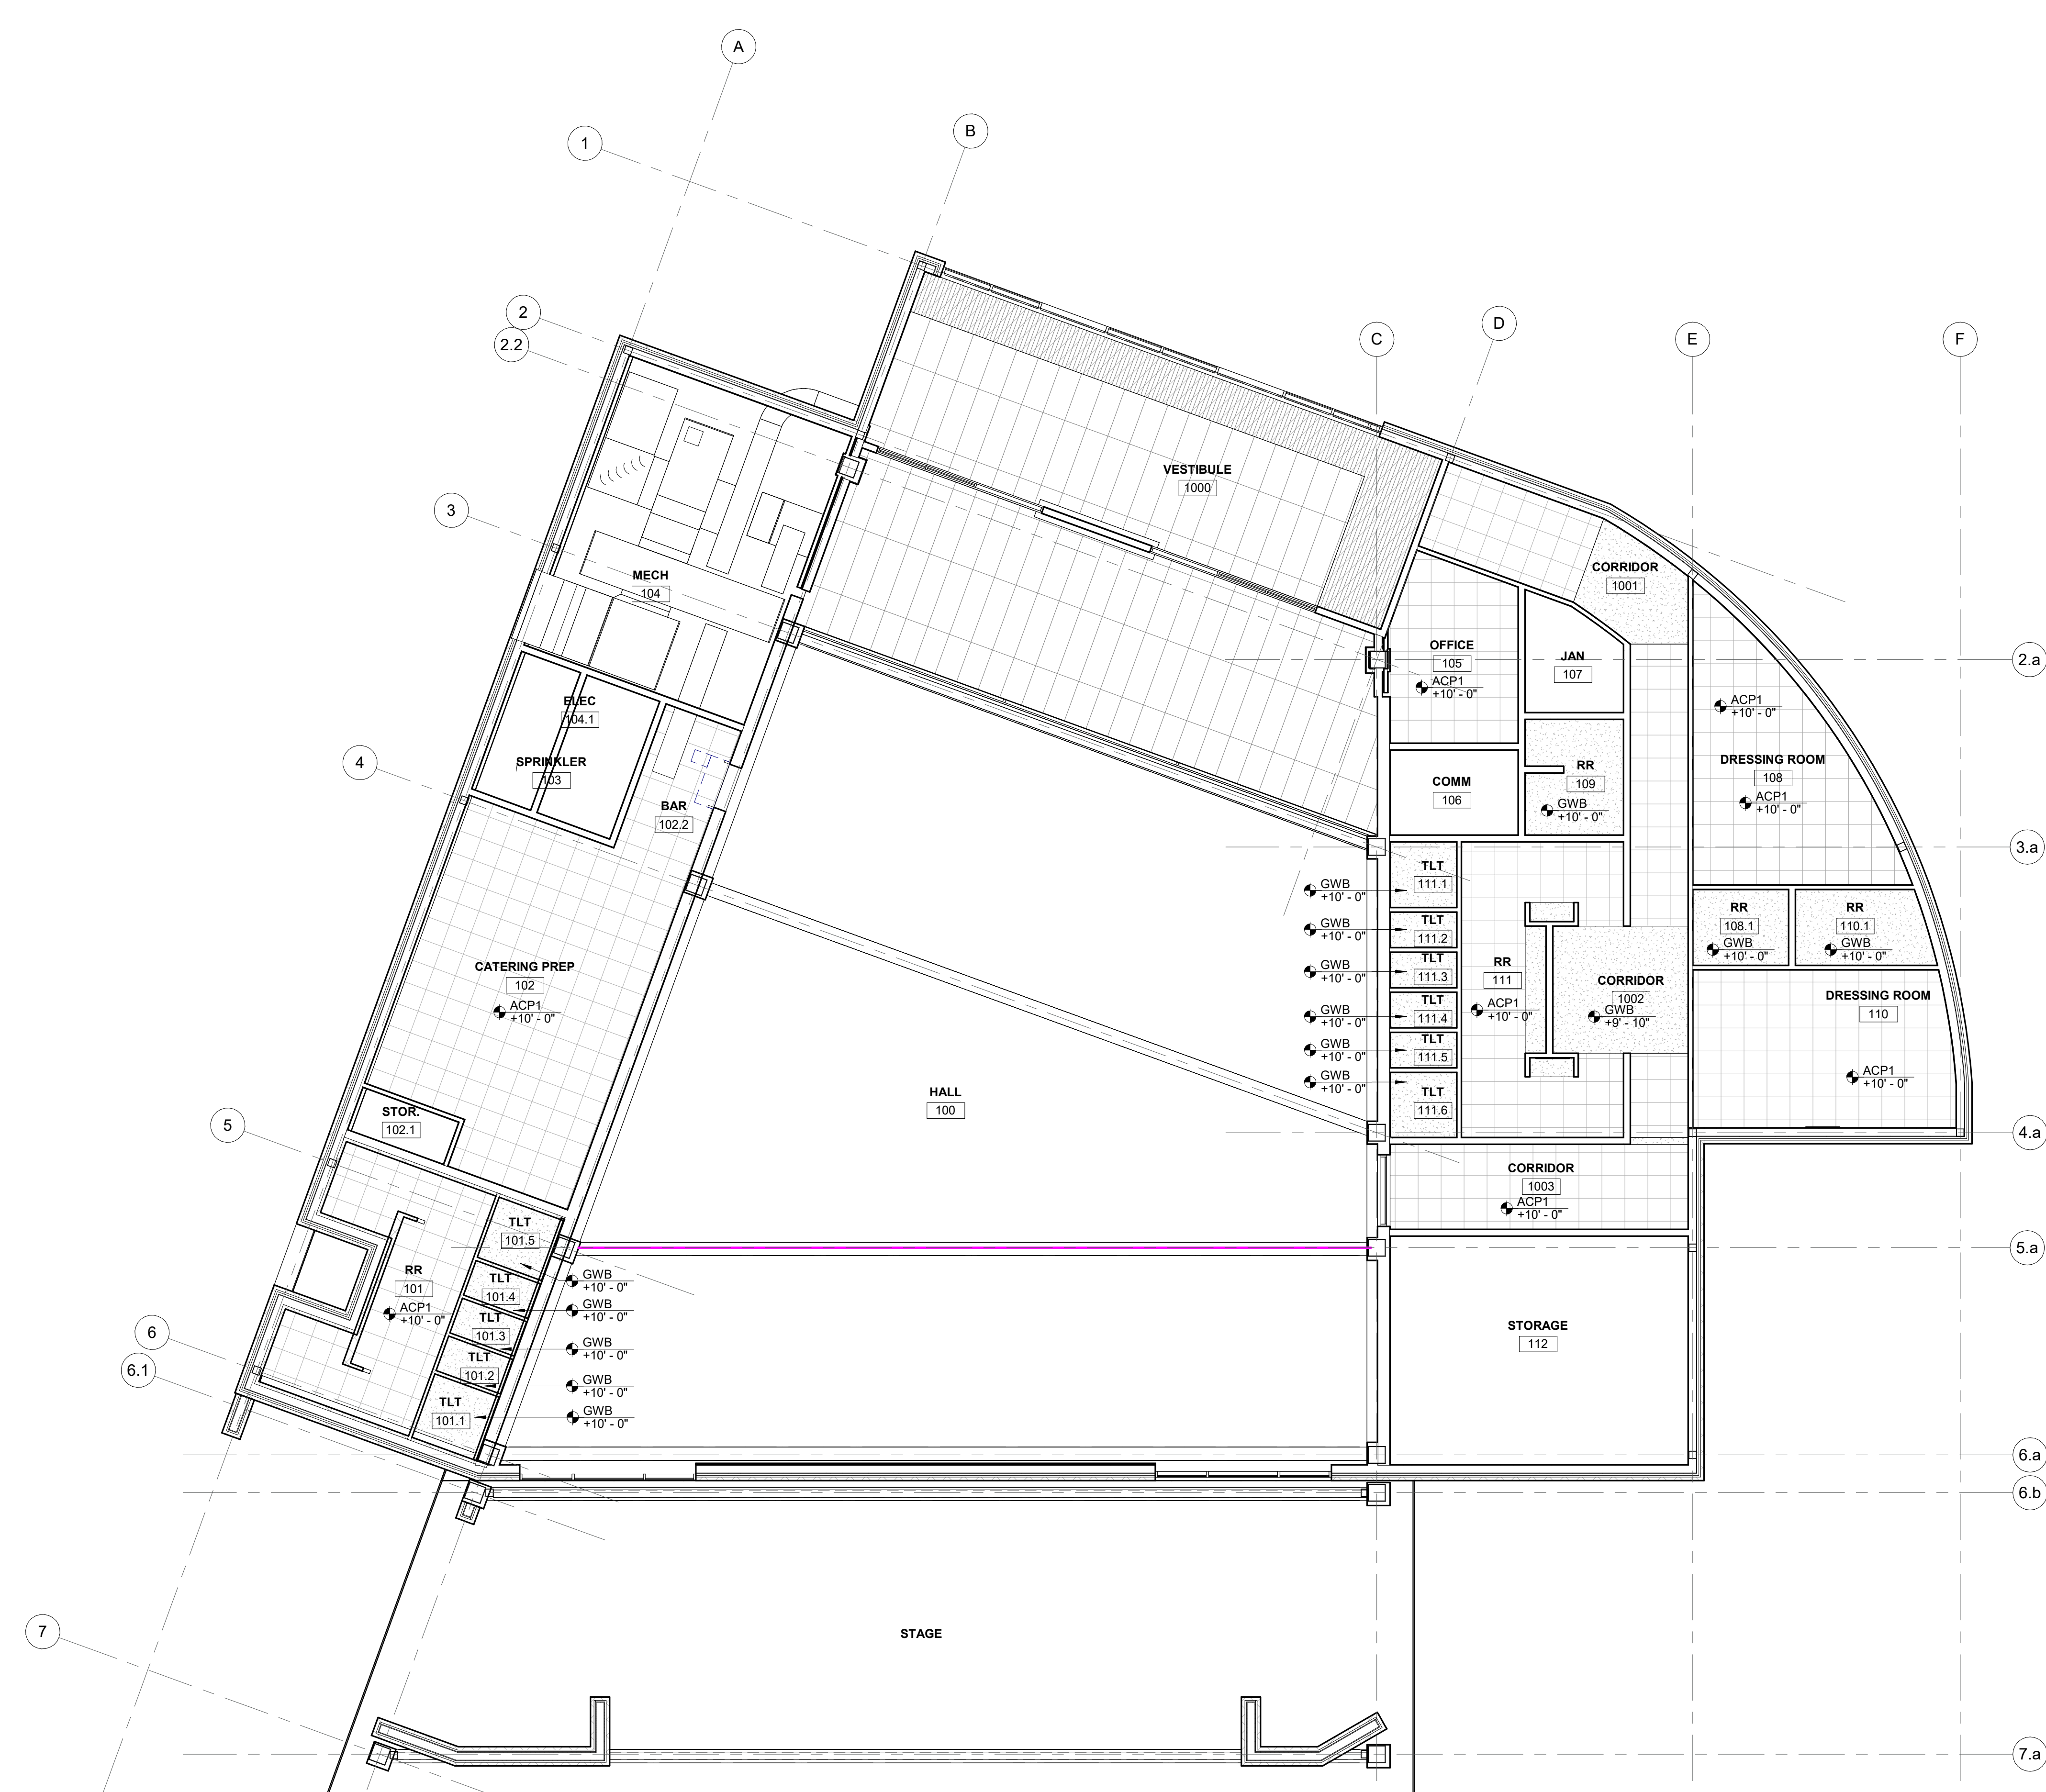 A
B
1
2
2.2
C
D
E
F
VESTIBULE
1000
3
CORRIDOR
1001
MECH
104
OFFICE
105
ACP1
+10' - 0"
JAN
107
2.a
ELEC
104.1
ACP1
+10' - 0"
SPRINKLER
103
4
BAR
102.2
COMM
106
RR
109
GWB
+10' - 0"
DRESSING ROOM
108
ACP1
+10' - 0"
3.a
GWB
+10' - 0"
TLT
111.1
GWB
+10' - 0"
TLT
111.2
GWB
+10' - 0"
TLT
111.3
GWB
+10' - 0"
TLT
111.4
GWB
+10' - 0"
TLT
111.5
GWB
+10' - 0"
TLT
111.6
RR
111
ACP1
+10' - 0"
RR
108.1
GWB
+10' - 0"
RR
110.1
GWB
+10' - 0"
CORRIDOR
1002
GWB
+9' - 10"
DRESSING ROOM
110
ACP1
+10' - 0"
CATERING PREP
102
ACP1
+10' - 0"
HALL
100
STOR.
102.1
5
4.a
CORRIDOR
1003
ACP1
+10' - 0"
TLT
101.5
5.a
RR
101
ACP1
+10' - 0"
TLT
101.4
TLT
101.3
TLT
101.2
TLT
101.1
GWB
+10' - 0"
GWB
+10' - 0"
GWB
+10' - 0"
GWB
+10' - 0"
GWB
+10' - 0"
6
6.1
STORAGE
112
6.a
6.b
7
STAGE
7.a